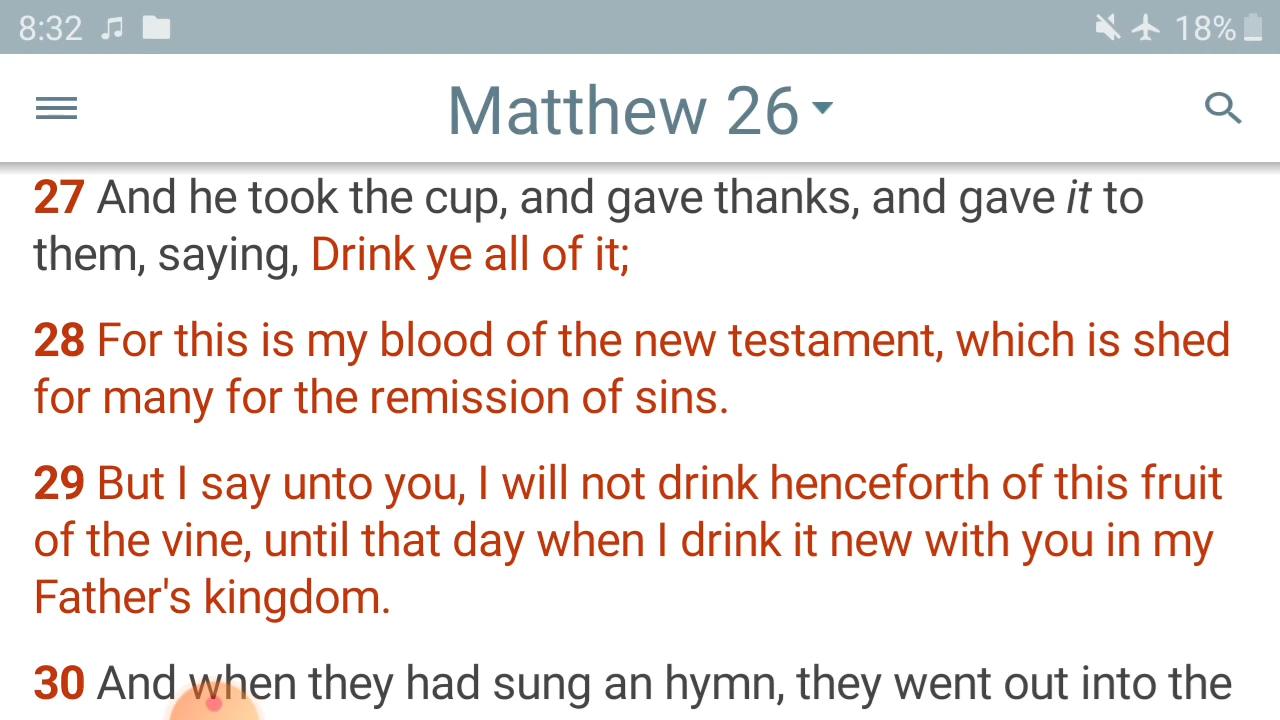 8:32 18%
Matthew 26
27 And he took the cup, and gave thanks, and gave it to
them, saying, Drink ye all of it;
28 For this is my blood of the new testament, which is shed
for many for the remission of sins.
29 But I say unto you, I will not drink henceforth of this fruit
of the vine, until that day when I drink it new with you in my
Father's kingdom.
30 And when they had sung an hymn, they went out into the